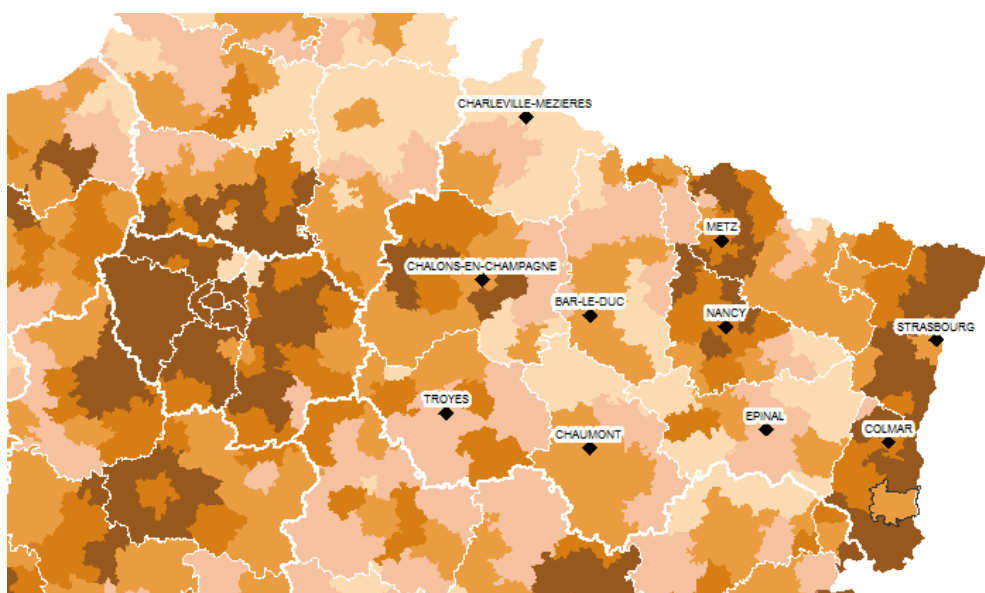 CHARLEVILLE-MEZIERES
METZ
CHALONS-EN-CHAMPAGNE
BAR-LE-DUC
NANCY
STRASBOURG
TROYES
EPINAL
COLMAR
CHAUMONT